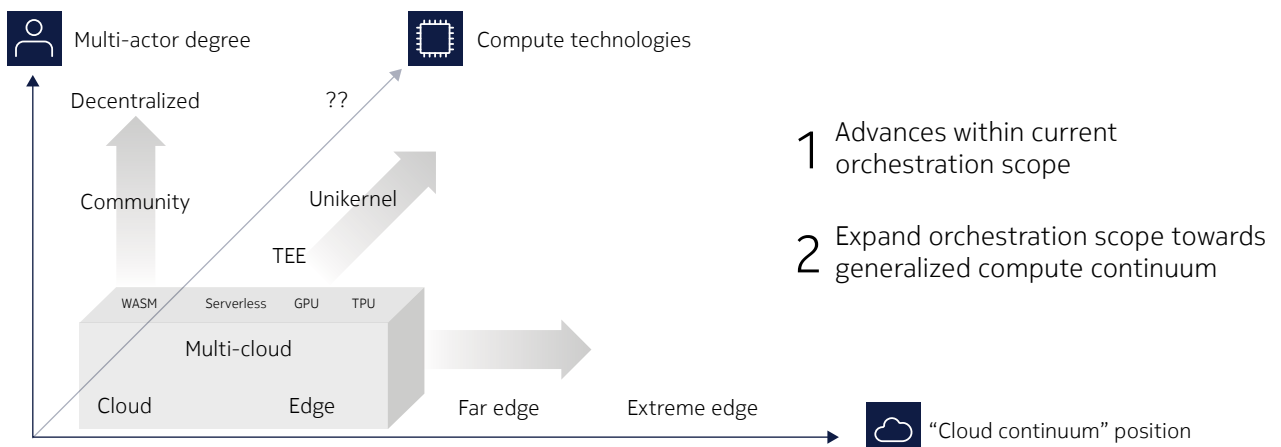 Multi-actor degree
Compute technologies
Decentralized
??
Community
Unikernel
TEE
WASM
Serverless
GPU
TPU
Multi-cloud
Cloud
Edge
Far edge
Extreme edge
“Cloud continuum” position
1 Advances within current
orchestration scope
2 Expand orchestration scope towards
generalized compute continuum